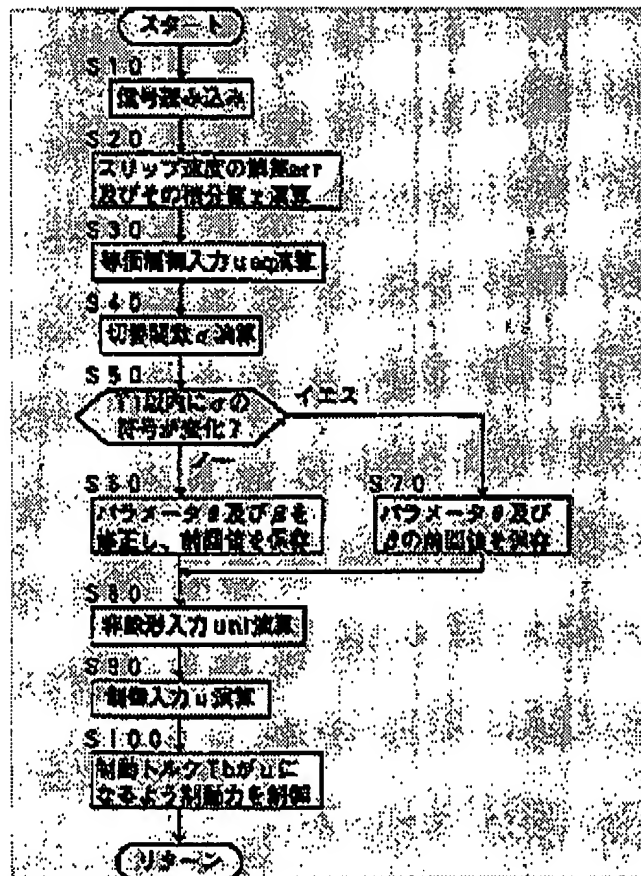 スタート
S10
信号読み込み
S20
スリップ速度の偏差err
及びその積分値z演算
S30
等価制御入力ueq演算
S40
切替関数σ演算
S50
T1以内にσの
符号が変化?
イエス
ノー
S60
パラメータθ及びβを
修正し、前回値を保存
S70
パラメータθ及び
βの前回値を保存
S80
非線形入力unl演算
S90
制御入力u演算
S100
制動トルクTbがuに
なるよう制動力を制御
リターン